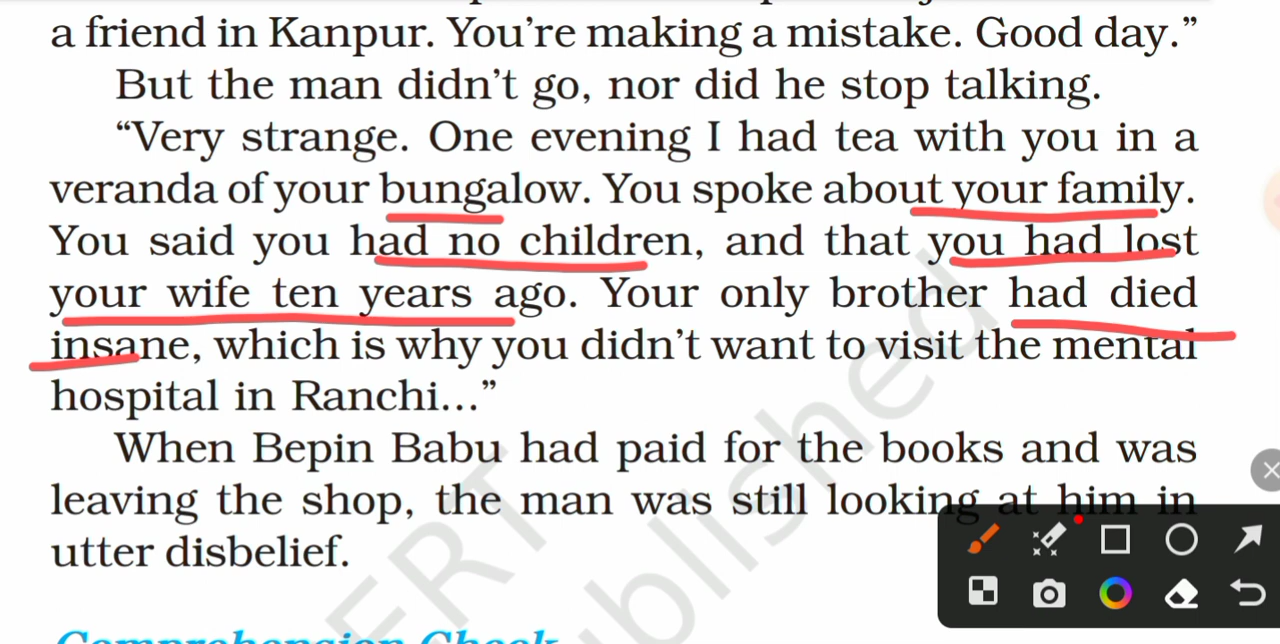 a friend in Kanpur. You’re making a mistake. Good day.”
But the man didn’t go, nor did he stop talking.
“Very strange. One evening I had tea with you in a
veranda of your bungalow. You spoke about your family.
You said you had no children, and that you had lost
your wife ten years ago. Your only brother had died
insane, which is why you didn’t want to visit the mental
hospital in Ranchi...”
When Bepin Babu had paid for the books and was
leaving the shop, the man was still looking at him in
utter disbelief.
Comprehension Check